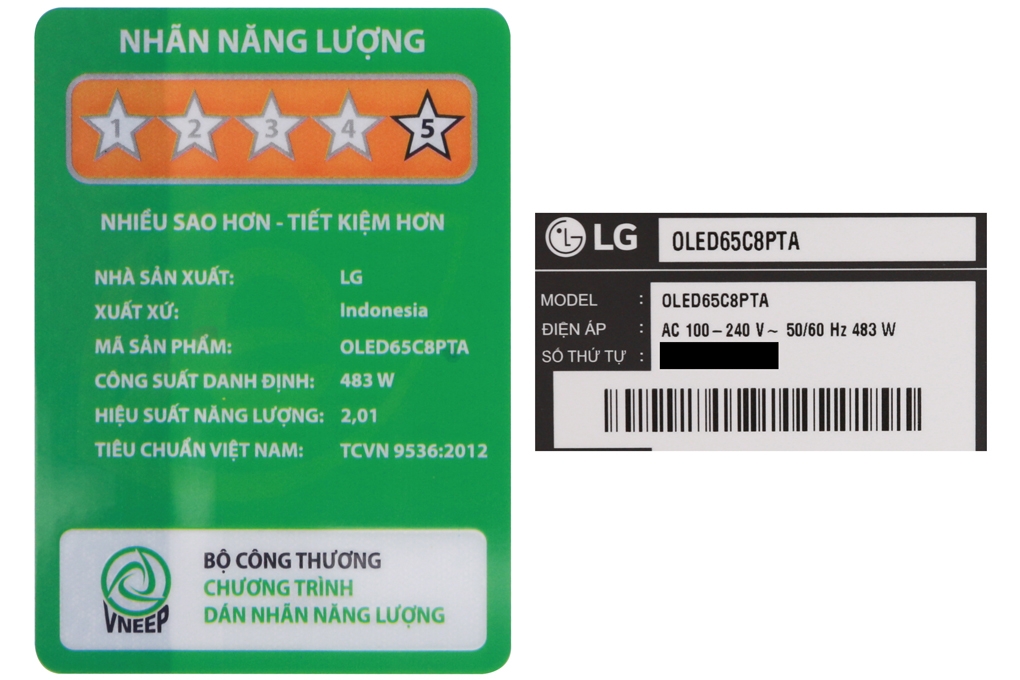 NHÃN NĂNG LƯỢNG
1 2 3 4 5
NHIỀU SAO HƠN - TIẾT KIỆM HƠN
NHÀ SẢN XUẤT: LG
XUẤT XỨ: Indonesia
MÃ SẢN PHẨM: OLED65C8PTA
CÔNG SUẤT DANH ĐỊNH: 483 W
HIỆU SUẤT NĂNG LƯỢNG: 2,01
TIÊU CHUẨN VIỆT NAM: TCVN 9536:2012
VNEEP
BỘ CÔNG THƯƠNG
CHƯƠNG TRÌNH
DÁN NHÃN NĂNG LƯỢNG
LG OLED65C8PTA
MODEL : OLED65C8PTA
ĐIỆN ÁP : AC 100 – 240 V ~ 50/60 Hz 483 W
SỐ THỨ TỰ :